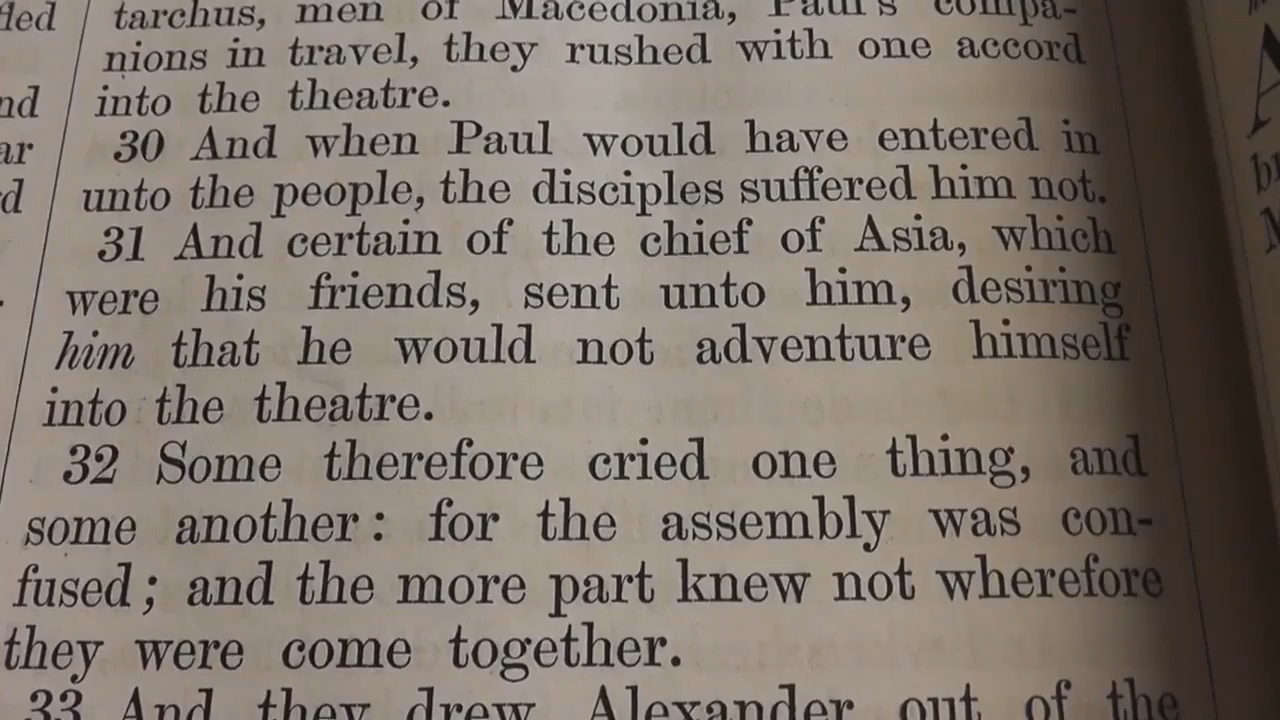 tarchus, men of Macedonia, Paul's compa-
nions in travel, they rushed with one accord
into the theatre.
30 And when Paul would have entered in
unto the people, the disciples suffered him not.
31 And certain of the chief of Asia, which
were his friends, sent unto him, desiring
him that he would not adventure himself
into the theatre.
32 Some therefore cried one thing, and
some another: for the assembly was con-
fused; and the more part knew not wherefore
they were come together.
33 And they drew Alexander out of the